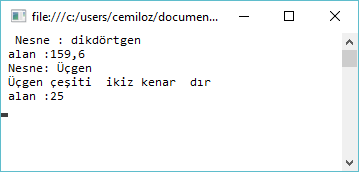 file:///c:/users/cemiloz/documen...
Nesne : dikdörtgen
alan :159,6
Nesne: Üçgen
Üçgen çeşiti  ikiz kenar  dır
alan :25